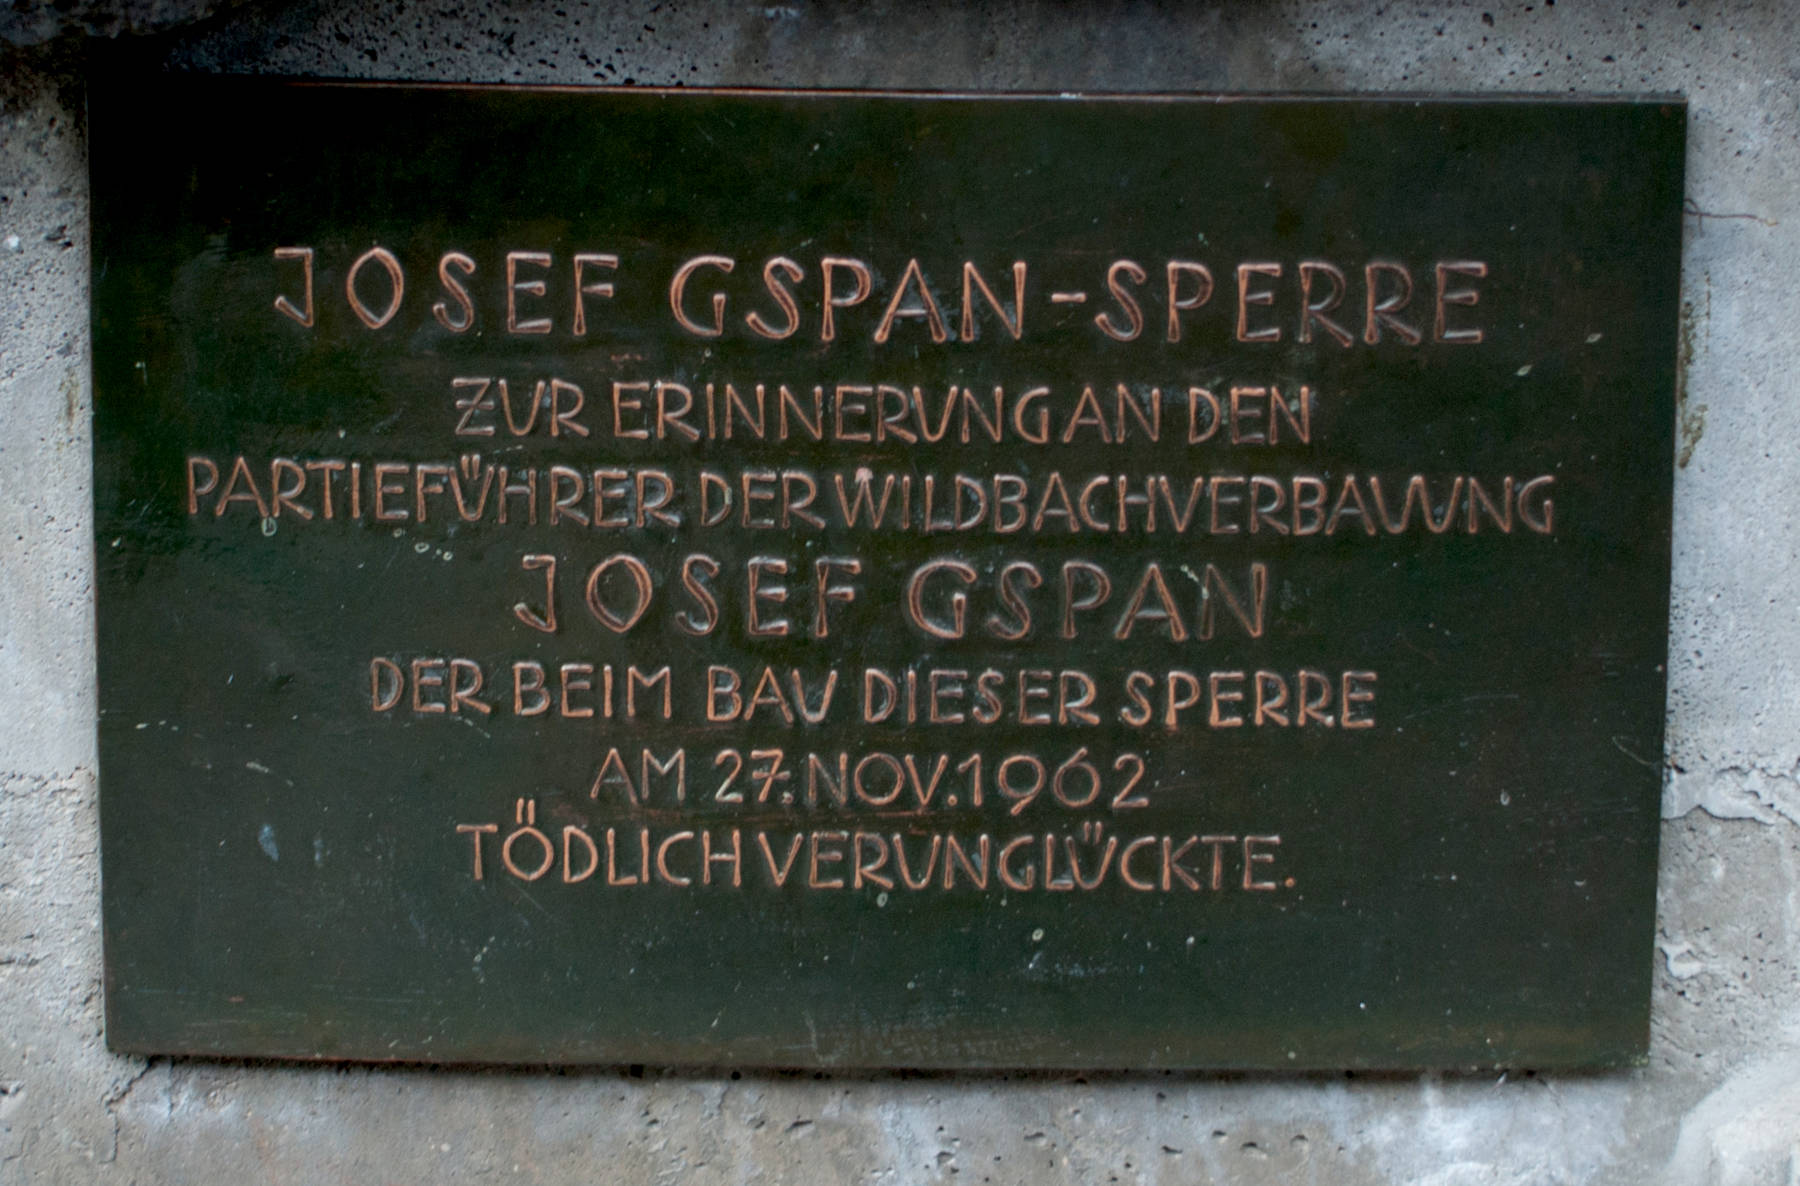 JOSEF GSPAN-SPERRE
ZUR ERINNERUNG AN DEN
PARTIEFÜHRER DER WILDBACHVERBAUUNG
JOSEF GSPAN
DER BEIM BAU DIESER SPERRE
AM 27.NOV.1962
TÖDLICH VERUNGLÜCKTE.